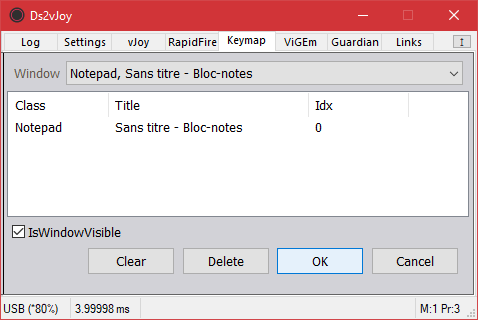 Ds2vJoy
Log Settings vJoy RapidFire Keymap ViGEm Guardian Links
Window Notepad, Sans titre - Bloc-notes
Class Title Idx
Notepad Sans titre - Bloc-notes 0
IsWindowVisible
Clear Delete OK Cancel
USB (*80%) 3.99998 ms M:1 Pr:3